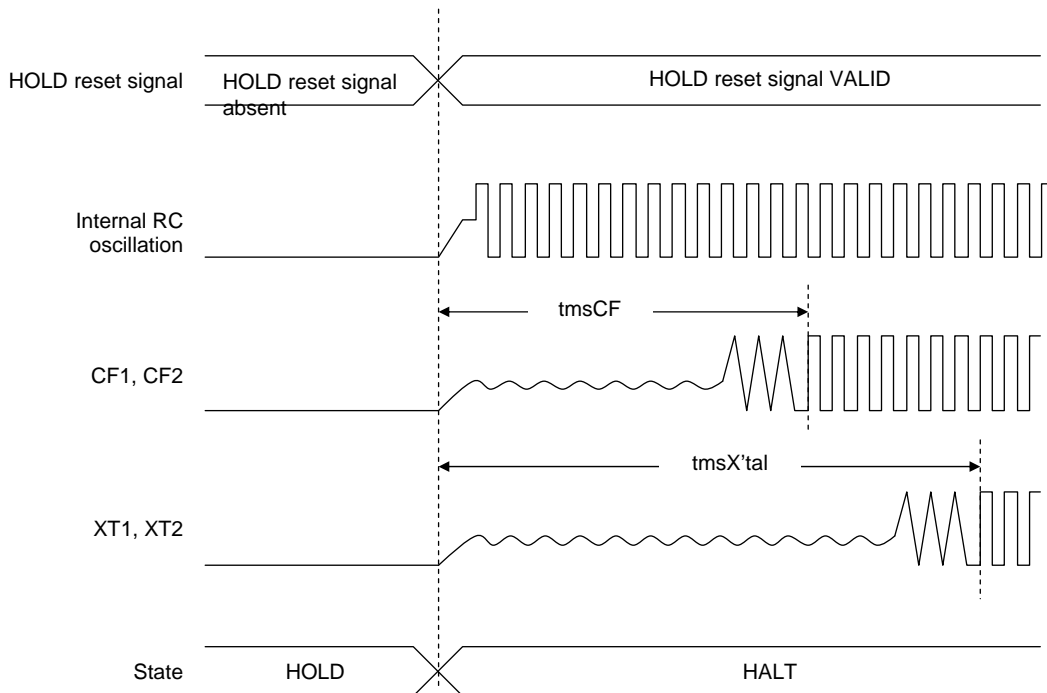 HOLD reset signal
HOLD reset signal
absent
HOLD reset signal VALID
Internal RC
oscillation
tmsCF
CF1, CF2
tmsX’tal
XT1, XT2
State
HOLD
HALT